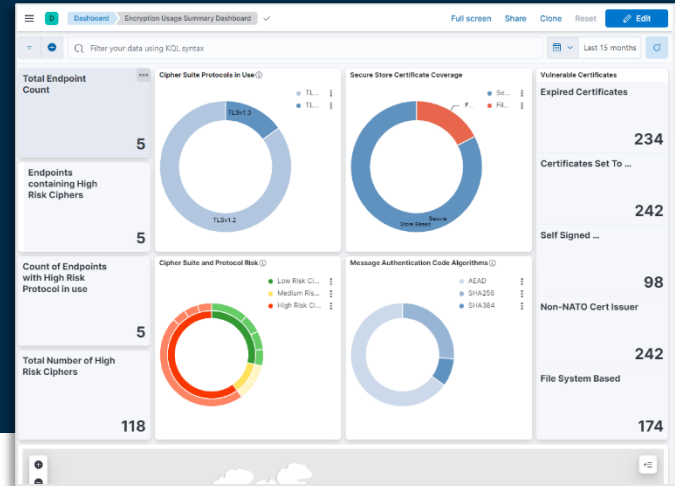 D Dashboard Encryption Usage Summary Dashboard Full screen Share Clone Reset Edit
Filter your data using KQL syntax Last 15 months
Total Endpoint
Count
5
Endpoints
containing High
Risk Ciphers
5
Count of Endpoints
with High Risk
Protocol in use
5
Total Number of High
Risk Ciphers
118
Cipher Suite Protocols in Use
TL...
TL...
TLSv1.3
TLSv1.2
Secure Store Certificate Coverage
Se...
Fil...
F...
Secure
Store Based
Cipher Suite and Protocol Risk
Low Risk Ci...
Medium Ris...
High Risk Ci...
Message Authentication Code Algorithms
AEAD
SHA256
SHA384
Vulnerable Certificates
Expired Certificates
234
Certificates Set To ...
242
Self Signed ...
98
Non-NATO Cert Issuer
242
File System Based
174